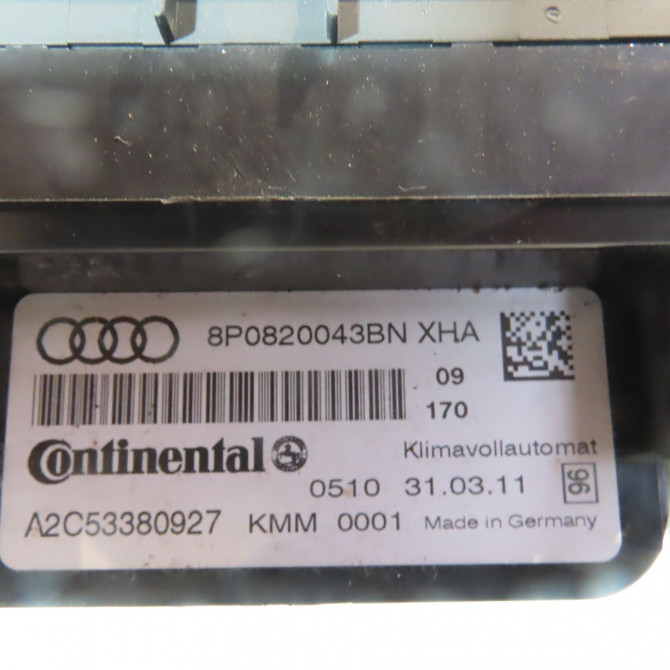 8P0820043BN XHA
09
170
Continental
Klimavollautomat
0510 31.03.11 96
A2C53380927 KMM 0001 Made in Germany